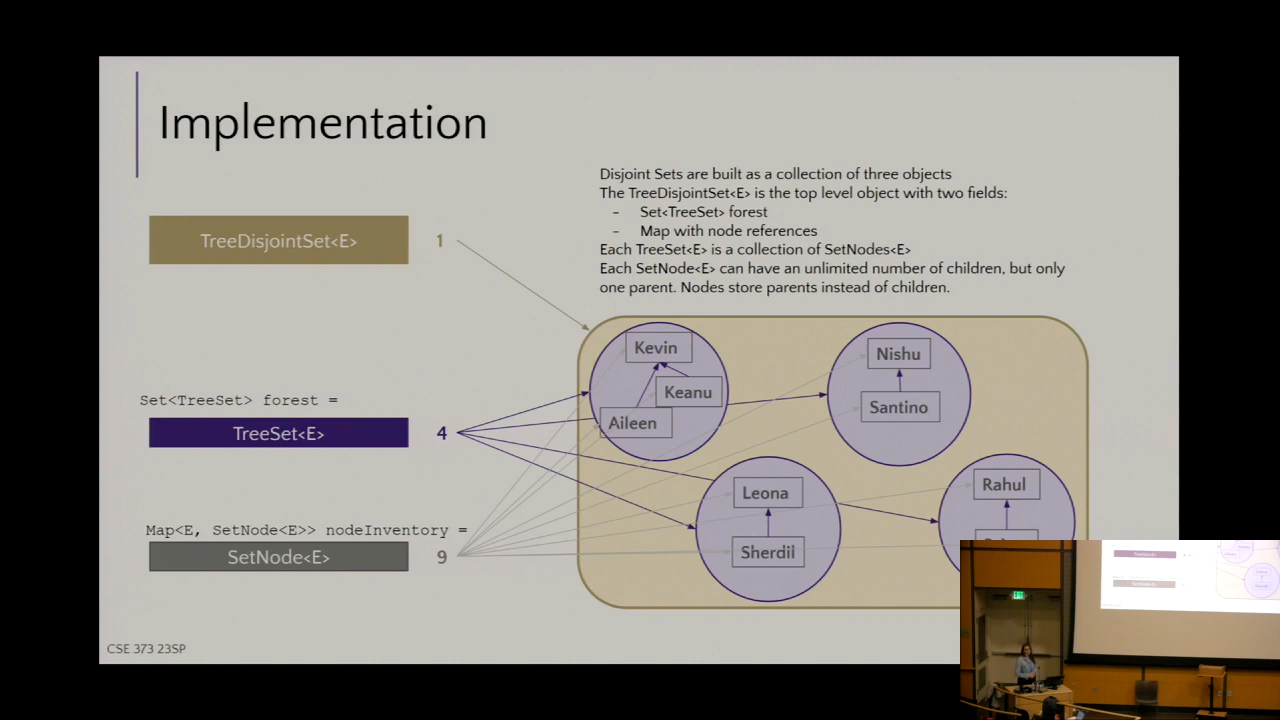 Implementation
Disjoint Sets are built as a collection of three objects
The TreeDisjointSet<E> is the top level object with two fields:
- Set<TreeSet> forest
- Map with node references
Each TreeSet<E> is a collection of SetNodes<E>
Each SetNode<E> can have an unlimited number of children, but only
one parent. Nodes store parents instead of children.
TreeDisjointSet<E>
1
Set<TreeSet> forest =
TreeSet<E>
4
Map<E, SetNode<E>> nodeInventory =
SetNode<E>
9
Kevin
Keanu
Aileen
Nishu
Santino
Leona
Sherdil
Rahul
CSE 373 23SP